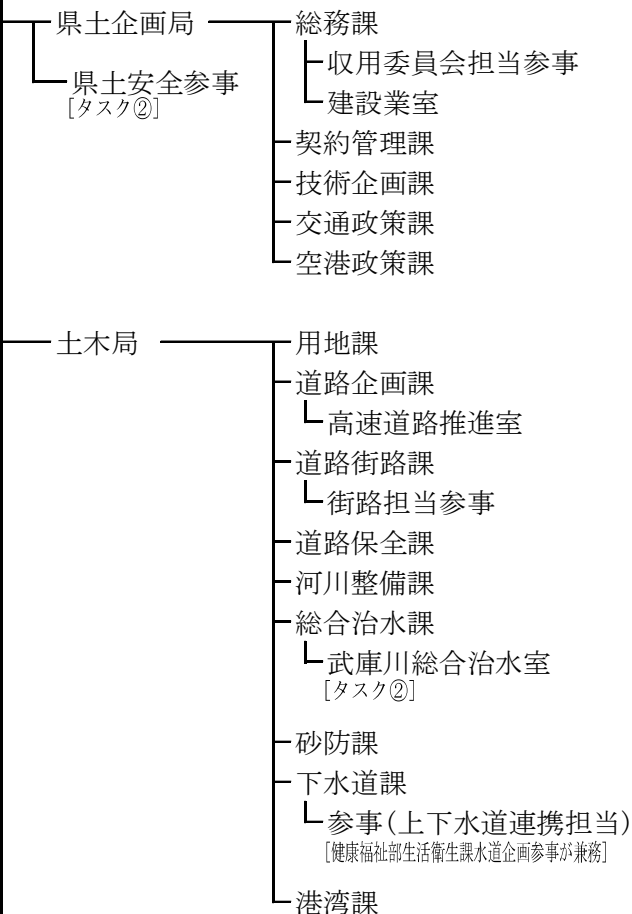 県土企画局 総務課
収用委員会担当参事
県土安全参事
[タスク②]
建設業室
契約管理課
技術企画課
交通政策課
空港政策課
土木局 用地課
道路企画課
高速道路推進室
道路街路課
街路担当参事
道路保全課
河川整備課
総合治水課
武庫川総合治水室
[タスク②]
砂防課
下水道課
参事(上下水道連携担当)
[健康福祉部生活衛生課水道企画参事が兼務]
港湾課